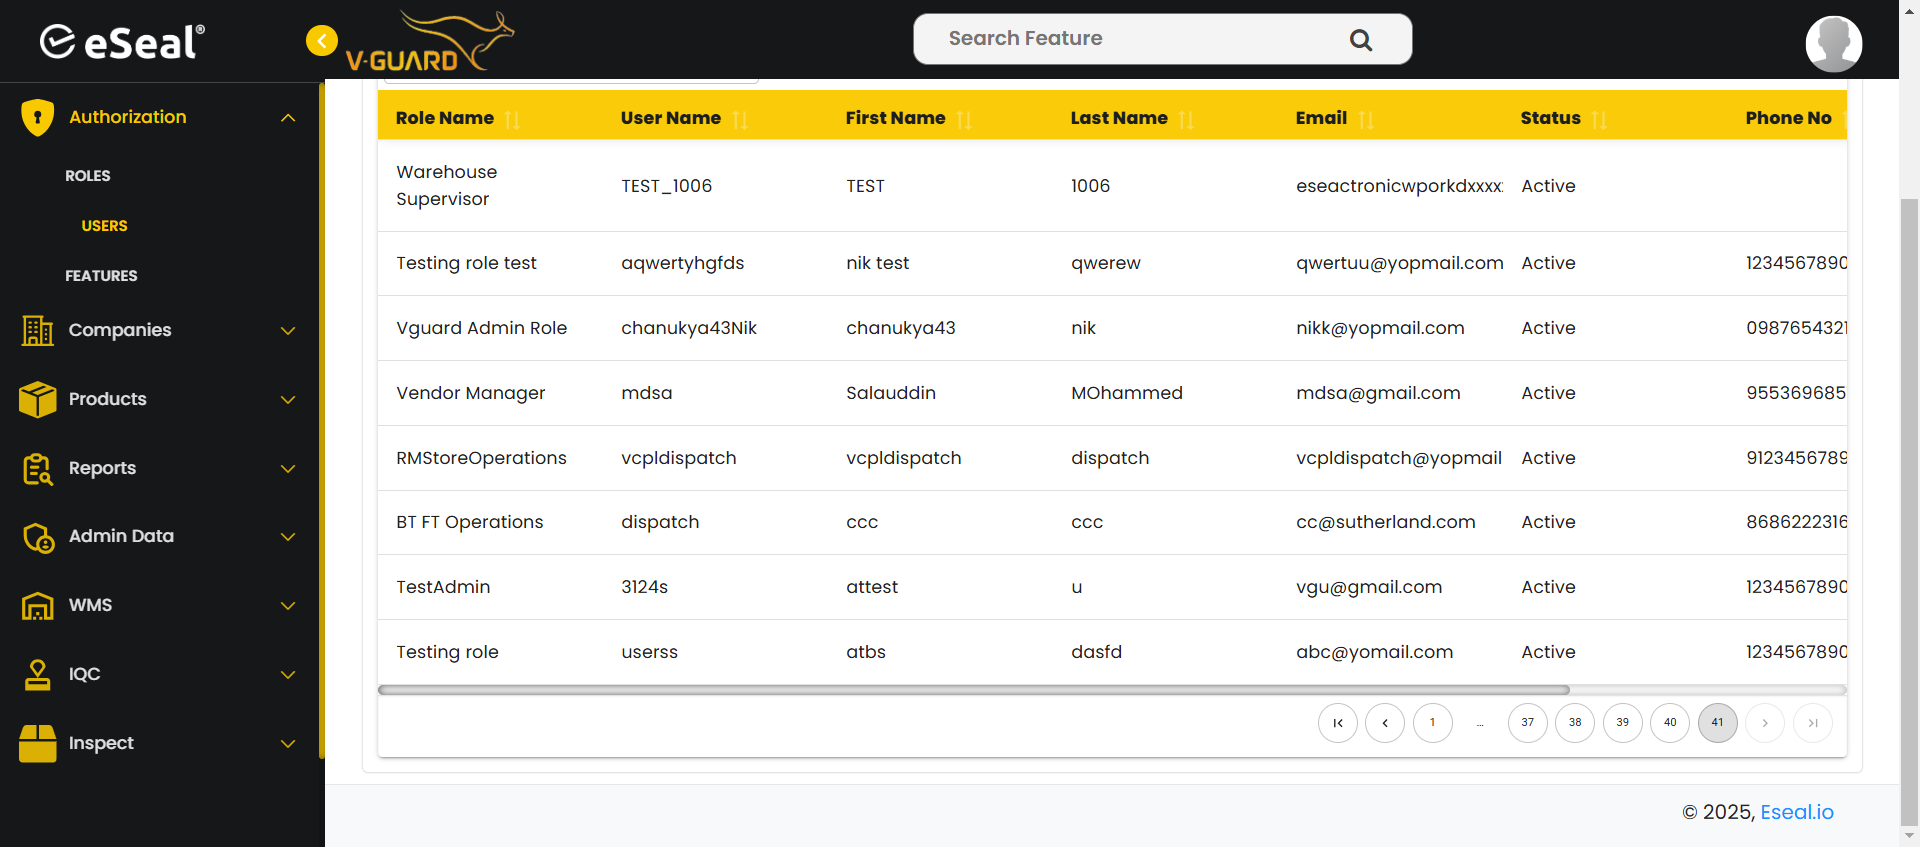 eSeal®
V-GUARD
Search Feature
Authorization
ROLES
USERS
FEATURES
Companies
Products
Reports
Admin Data
WMS
IQC
Inspect
Role Name User Name First Name Last Name Email Status Phone No
Warehouse
Supervisor
TEST_1006 TEST 1006 Active
Testing role test aqwertyhgfds nik test qwerew qwertuu@yopmail.com Active 1234567890
Vguard Admin Role chanukya43Nik chanukya43 nik nikk@yopmail.com Active 0987654321
Vendor Manager mdsa Salauddin MOhammed mdsa@gmail.com Active 955369685
RMStoreOperations vcpldispatch vcpldispatch dispatch vcpldispatch@yopmail Active 9123456789
BT FT Operations dispatch ccc ccc cc@sutherland.com Active 8686222316
TestAdmin 3124s attest u vgu@gmail.com Active 1234567890
Testing role userss atbs dasfd abc@yomail.com Active 1234567890
1 ... 37 38 39 40 41
© 2025, Eseal.io